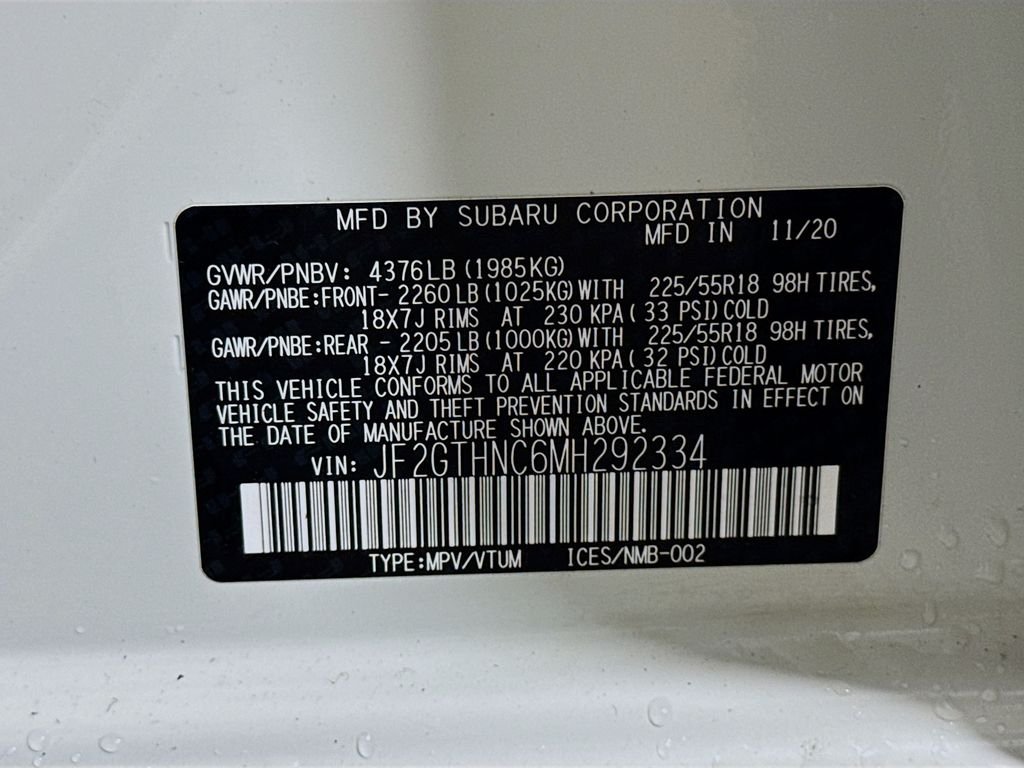 MFD BY SUBARU CORPORATION
MFD IN 11/20
GVWR/PNBV: 4376LB (1985KG)
GAWR/PNBE:FRONT- 2260 LB (1025KG) WITH 225/55R18 98H TIRES,
18X7J RIMS AT 230 KPA ( 33 PSI) COLD
GAWR/PNBE:REAR - 2205 LB (1000KG) WITH 225/55R18 98H TIRES,
18X7J RIMS AT 220 KPA ( 32 PSI) COLD
THIS VEHICLE CONFORMS TO ALL APPLICABLE FEDERAL MOTOR
VEHICLE SAFETY AND THEFT PREVENTION STANDARDS IN EFFECT ON
THE DATE OF MANUFACTURE SHOWN ABOVE.
VIN: JF2GTHNC6MH292334
TYPE:MPV/VTUM ICES/NMB-002